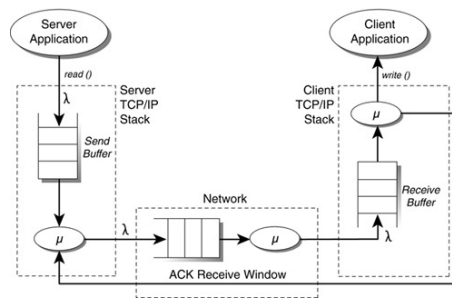 Server
Application
read ()
λ
Server
TCP/IP
Stack
Send
Buffer
μ
λ
Network
μ
ACK Receive Window
Client
Application
write ()
Client
TCP/IP
Stack
μ
Receive
Buffer
λ